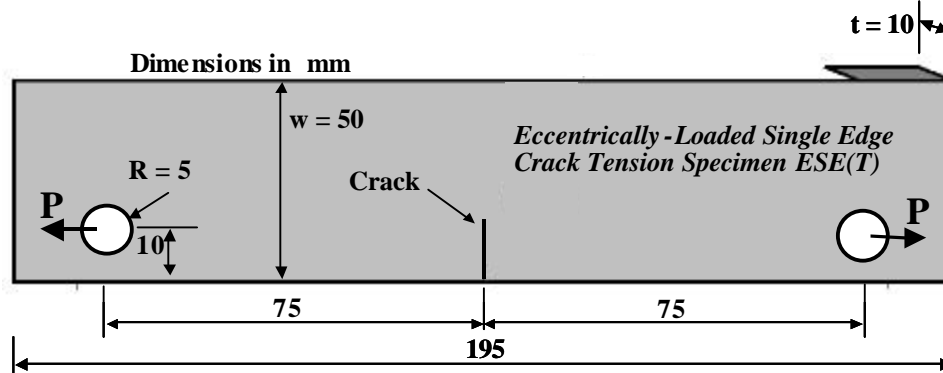 t = 10
Dimensions in mm
w = 50
Eccentrically-Loaded Single Edge
Crack Tension Specimen ESE(T)
R = 5
Crack
P
P
10
75
75
195